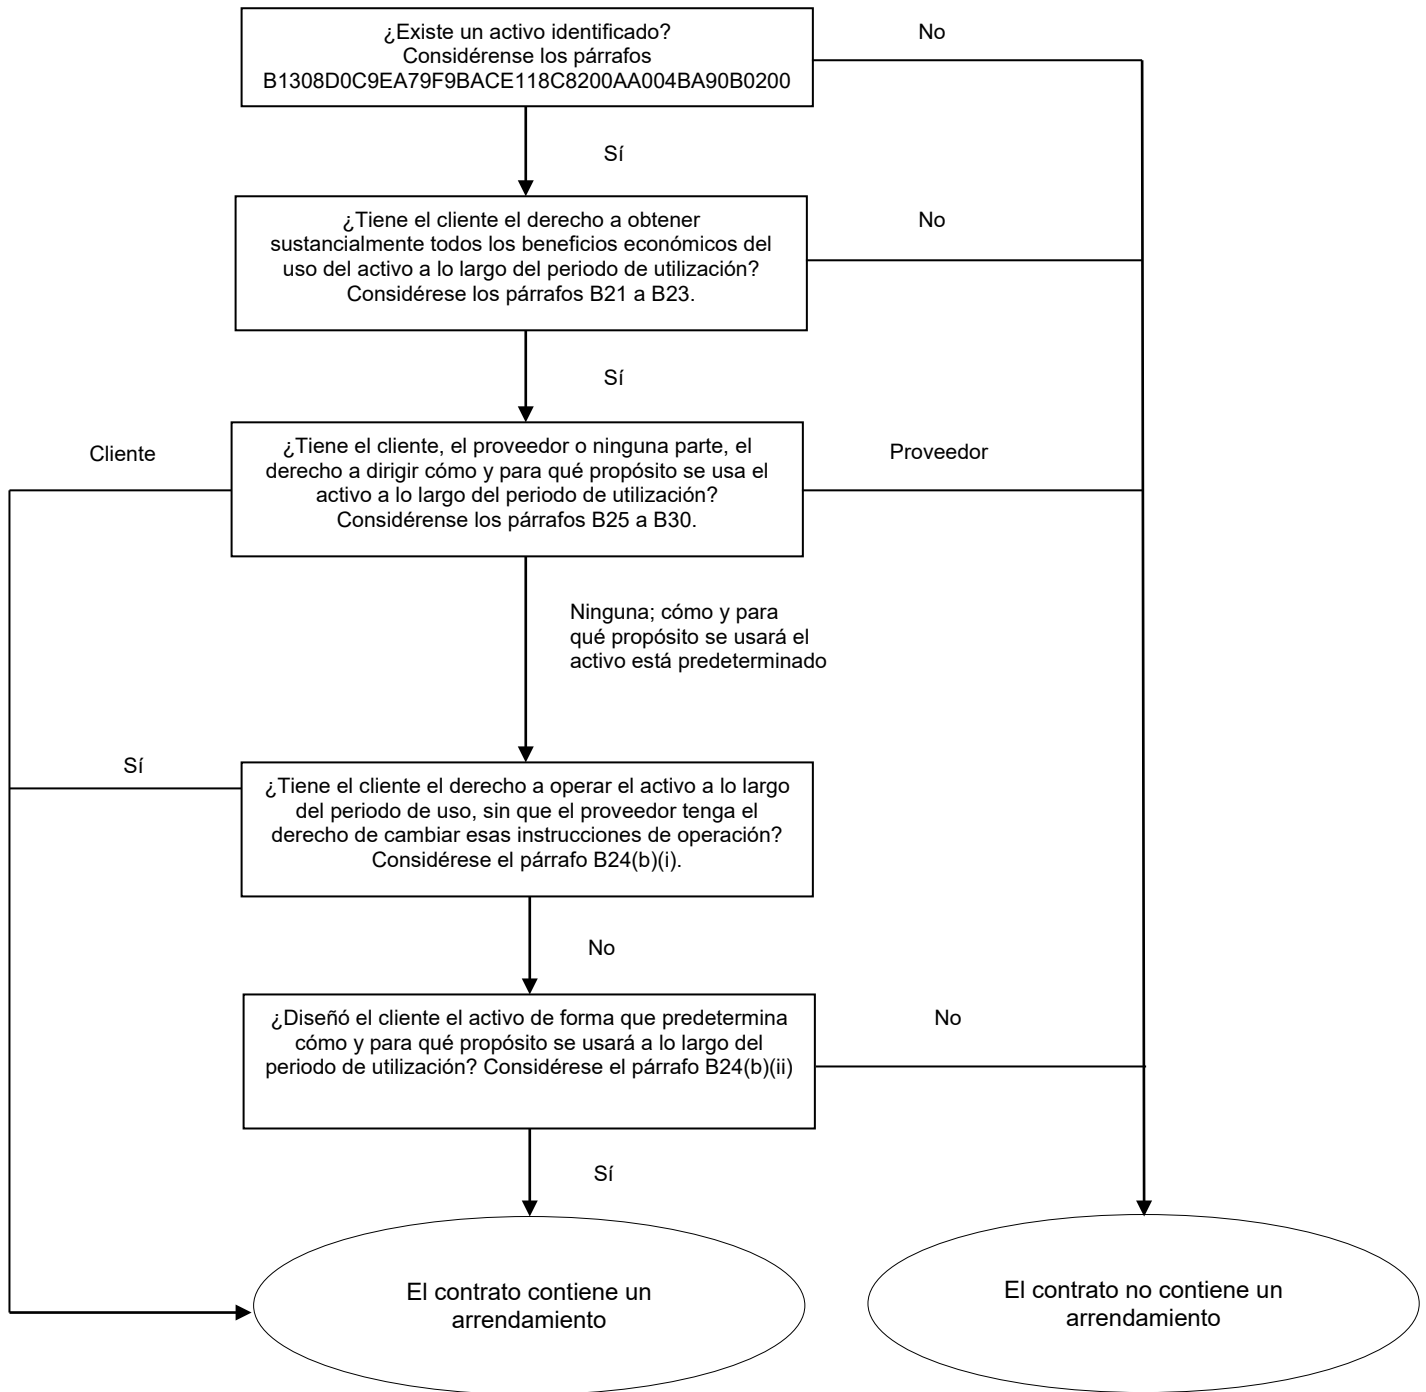 ¿Existe un activo identificado?
Considérense los párrafos
B1308D0C9EA79F9BACE118C8200AA004BA90B0200
No
Sí
¿Tiene el cliente el derecho a obtener
sustancialmente todos los beneficios económicos del
uso del activo a lo largo del periodo de utilización?
Considérese los párrafos B21 a B23.
No
Sí
Cliente
¿Tiene el cliente, el proveedor o ninguna parte, el
derecho a dirigir cómo y para qué propósito se usa el
activo a lo largo del periodo de utilización?
Considérense los párrafos B25 a B30.
Proveedor
Ninguna; cómo y para
qué propósito se usará el
activo está predeterminado
Sí
¿Tiene el cliente el derecho a operar el activo a lo largo
del periodo de uso, sin que el proveedor tenga el
derecho de cambiar esas instrucciones de operación?
Considérese el párrafo B24(b)(i).
No
¿Diseñó el cliente el activo de forma que predetermina
cómo y para qué propósito se usará a lo largo del
periodo de utilización? Considérese el párrafo B24(b)(ii)
No
Sí
El contrato contiene un
arrendamiento
El contrato no contiene un
arrendamiento